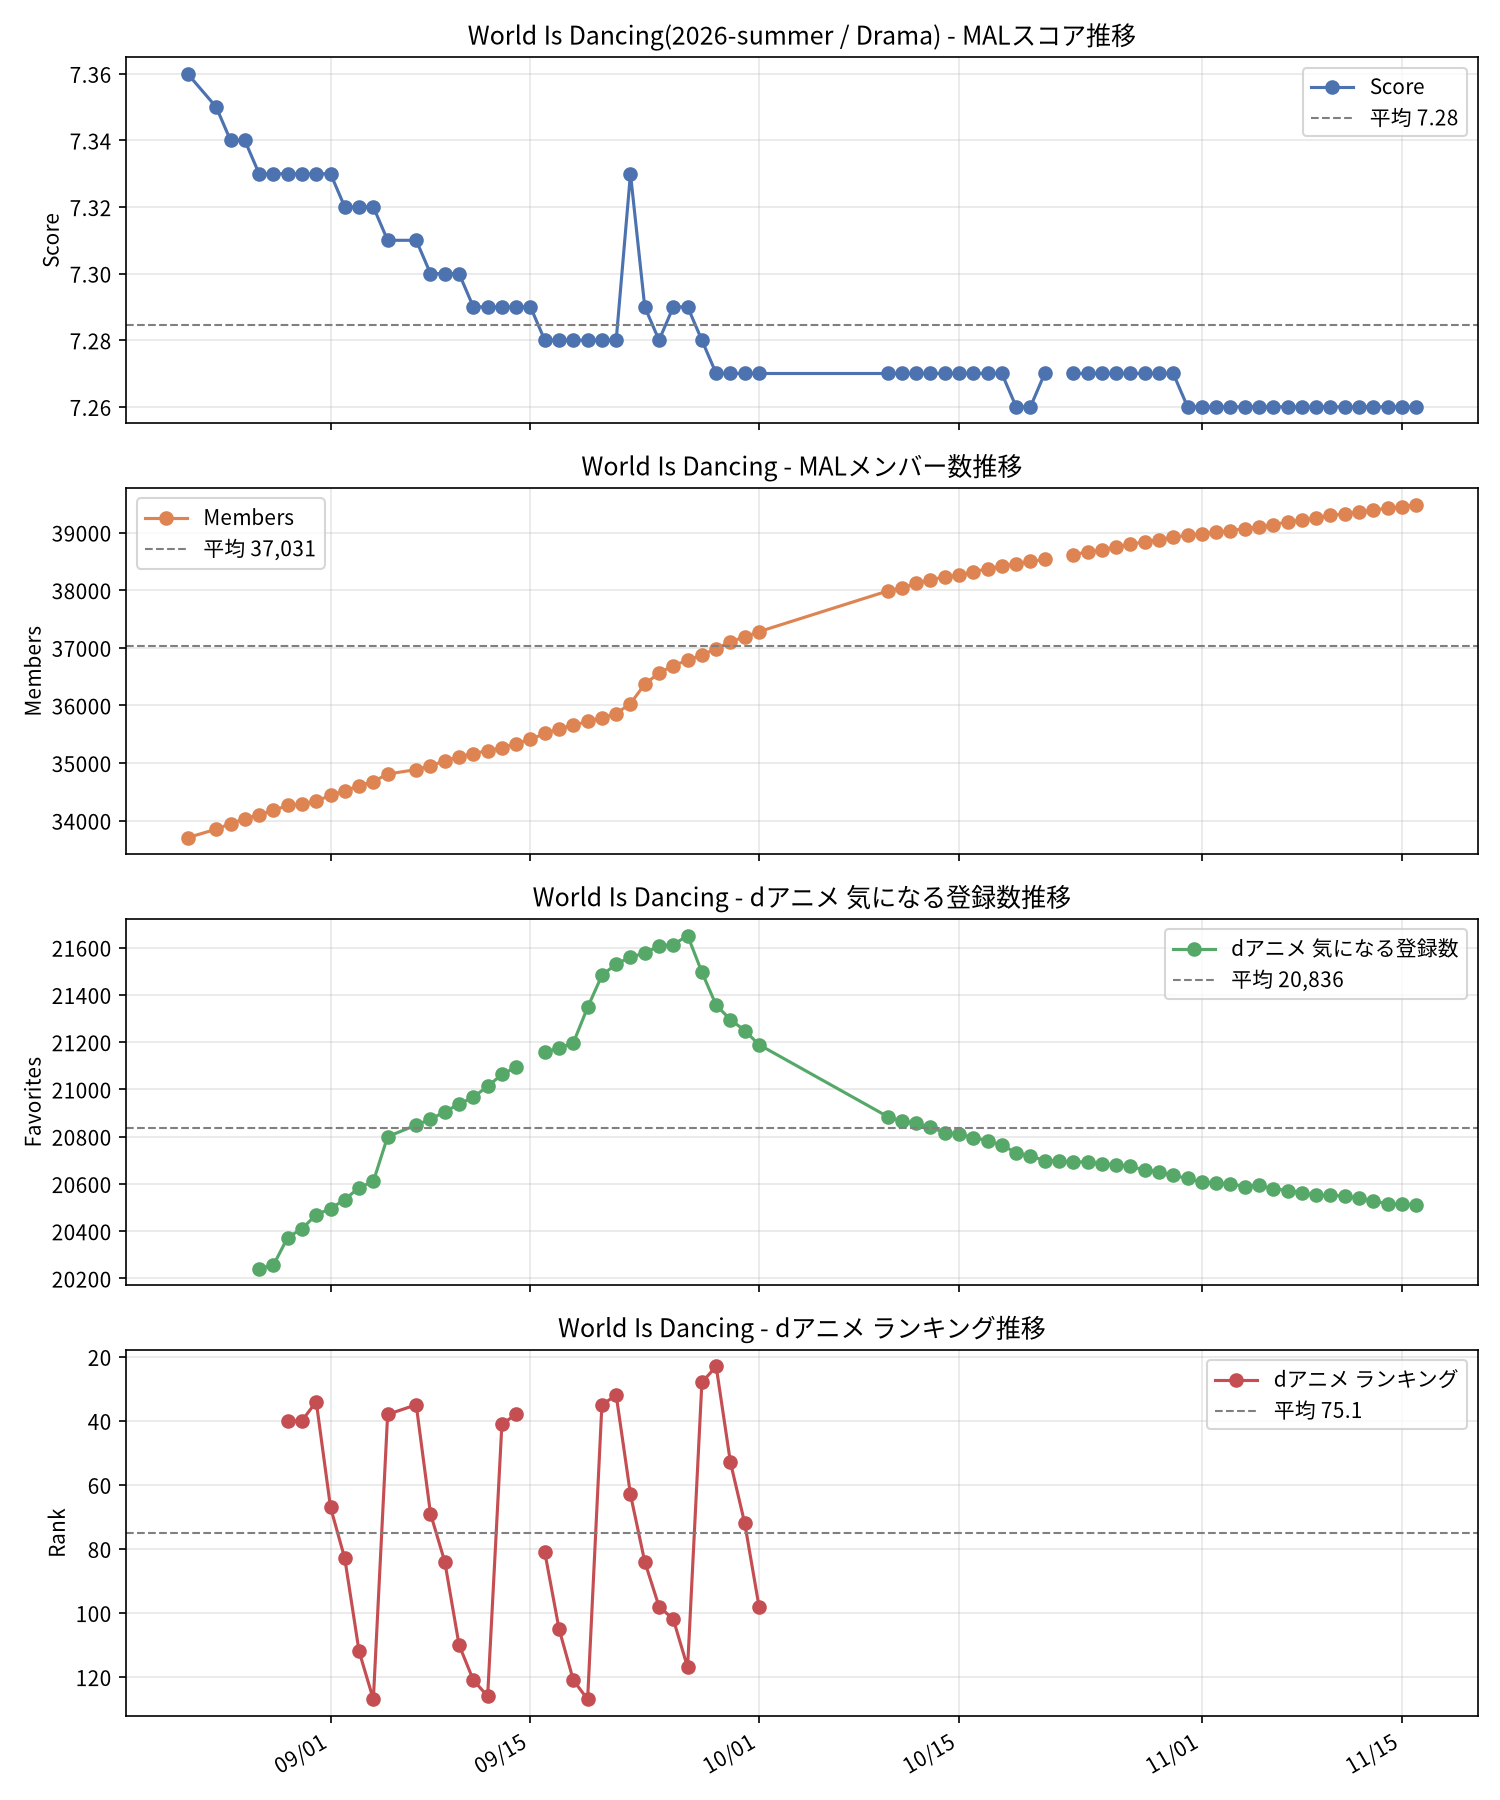 World Is Dancing(2026-summer / Drama) - MALスコア推移
7.36
7.34
7.32
7.30
7.28
7.26
Score
Score
平均 7.28
World Is Dancing - MALメンバー数推移
39000
38000
37000
36000
35000
34000
Members
Members
平均 37,031
World Is Dancing - dアニメ 気になる登録数推移
21600
21400
21200
21000
20800
20600
20400
20200
Favorites
dアニメ 気になる登録数
平均 20,836
World Is Dancing - dアニメ ランキング推移
20
40
60
80
100
120
Rank
dアニメ ランキング
平均 75.1
09/01
09/15
10/01
10/15
11/01
11/15